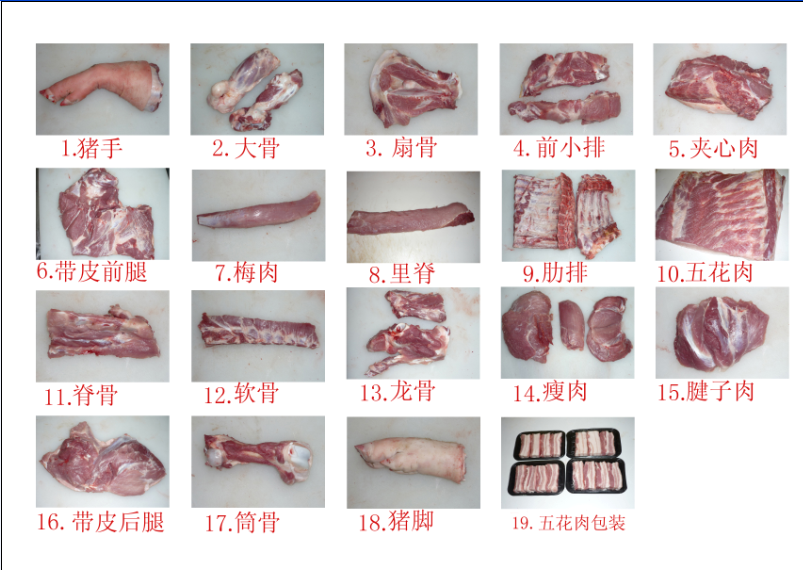 1.猪手
2.大骨
3.扇骨
4.前小排
5.夹心肉
6.带皮前腿
7.梅肉
8.里脊
9.肋排
10.五花肉
11.脊骨
12.软骨
13.龙骨
14.瘦肉
15.腱子肉
16.带皮后腿
17.筒骨
18.猪脚
19.五花肉包装